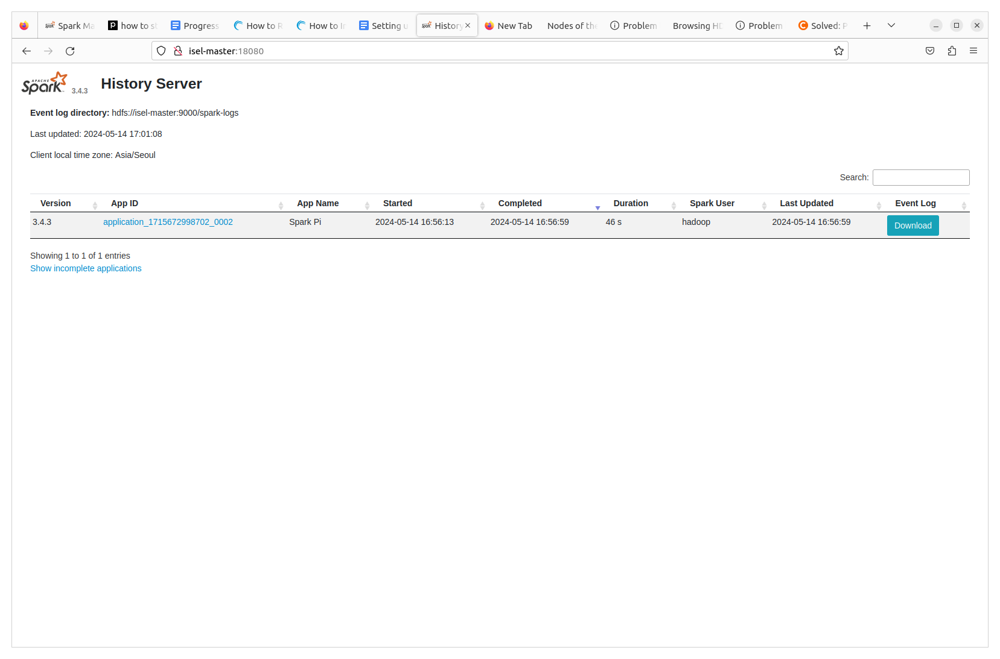 Spark Ma how to st Progress How to R How to In Setting u History New Tab Nodes of the Problem Browsing HD Problem Solved: P
isel-master:18080
APACHE Spark 3.4.3 History Server
Event log directory: hdfs://isel-master:9000/spark-logs
Last updated: 2024-05-14 17:01:08
Client local time zone: Asia/Seoul
Search:
Version App ID App Name Started Completed Duration Spark User Last Updated Event Log
3.4.3 application_1715672998702_0002 Spark Pi 2024-05-14 16:56:13 2024-05-14 16:56:59 46 s hadoop 2024-05-14 16:56:59 Download
Showing 1 to 1 of 1 entries
Show incomplete applications